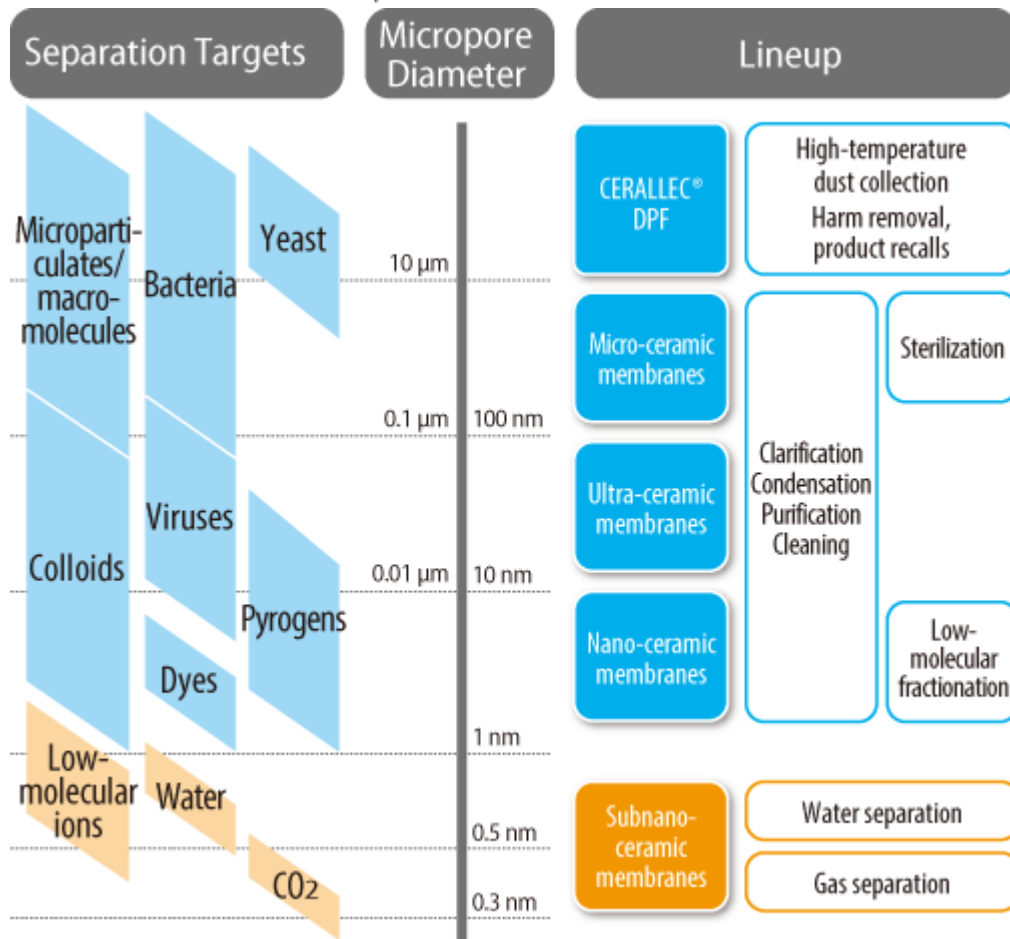 Separation Targets
Micropore
Diameter
Lineup
Microparti-
culates/
macro-
molecules
Bacteria
Yeast
Colloids
Viruses
Pyrogens
Dyes
Low-
molecular
ions
Water
CO2
10 μm
0.1 μm
100 nm
0.01 μm
10 nm
1 nm
0.5 nm
0.3 nm
CERALLEC®
DPF
High-temperature
dust collection
Harm removal,
product recalls
Micro-ceramic
membranes
Sterilization
Ultra-ceramic
membranes
Clarification
Condensation
Purification
Cleaning
Nano-ceramic
membranes
Low-
molecular
fractionation
Subnano-
ceramic
membranes
Water separation
Gas separation